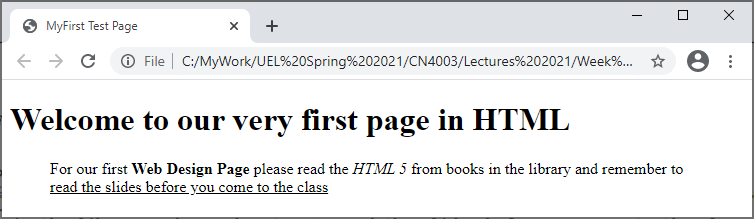 MyFirst Test Page
File | C:/MyWork/UEL%20Spring%202021/CN4003/Lectures%202021/Week%...
Welcome to our very first page in HTML
For our first Web Design Page please read the HTML 5 from books in the library and remember to
read the slides before you come to the class